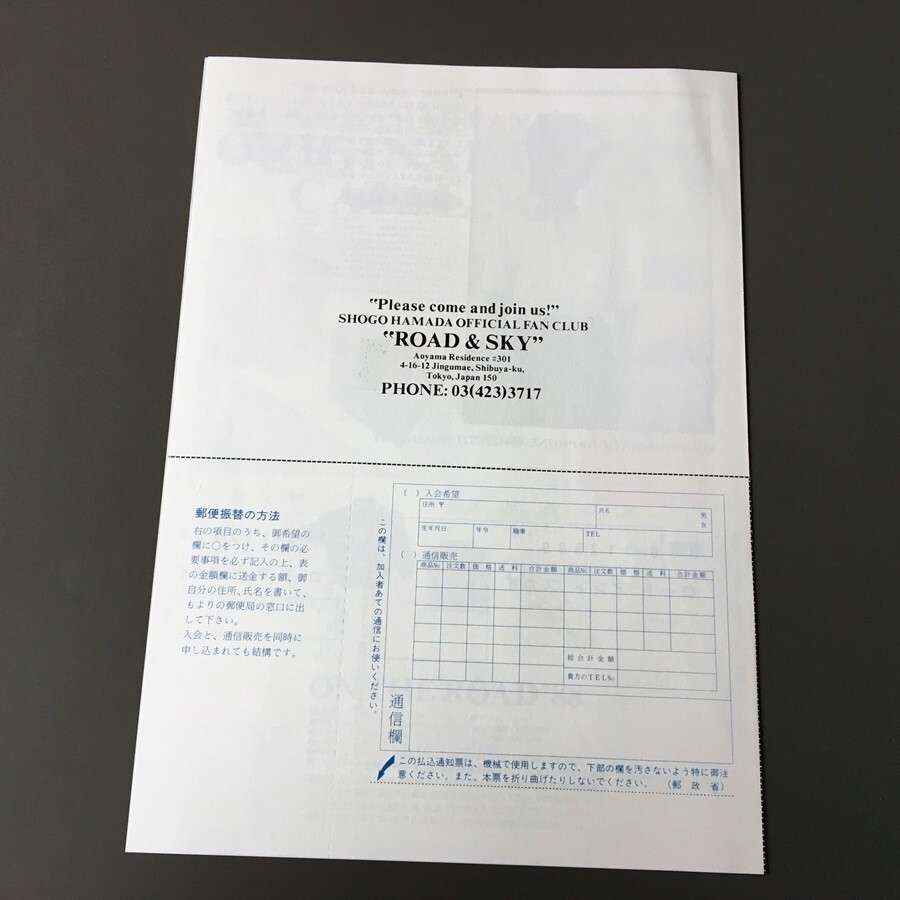 "Please come and join us!"
SHOGO HAMADA OFFICIAL FAN CLUB
"ROAD & SKY"
Aoyama Residence #301
4-16-12 Jingumae, Shibuya-ku,
Tokyo, Japan 150
PHONE: 03(423)3717
郵便振替の方法
右の項目のうち、御希望の
欄に○をつけ、その欄の必
要事項を必ず記入の上、表
の金額欄に送金する額、御
自分の住所、氏名を書いて、
もよりの郵便局の窓口に出
して下さい。
入会と、通信販売を同時に
申し込まれても結構です。
この欄は、加入者あての通信にお使いください。
( ) 入会希望
住所 〒
氏名
男
女
生年月日
年令
職業
TEL
( ) 通信販売
商品No 注文数 価格 送料 合計金額 商品No 注文数 価格 送料 合計金額
総合計金額
貴方のTELNo
通信欄
この払込通知票は、機械で使用しますので、下部の欄を汚さないよう特に御注
意ください。また、本票を折り曲げたりしないでください。 (郵政省)